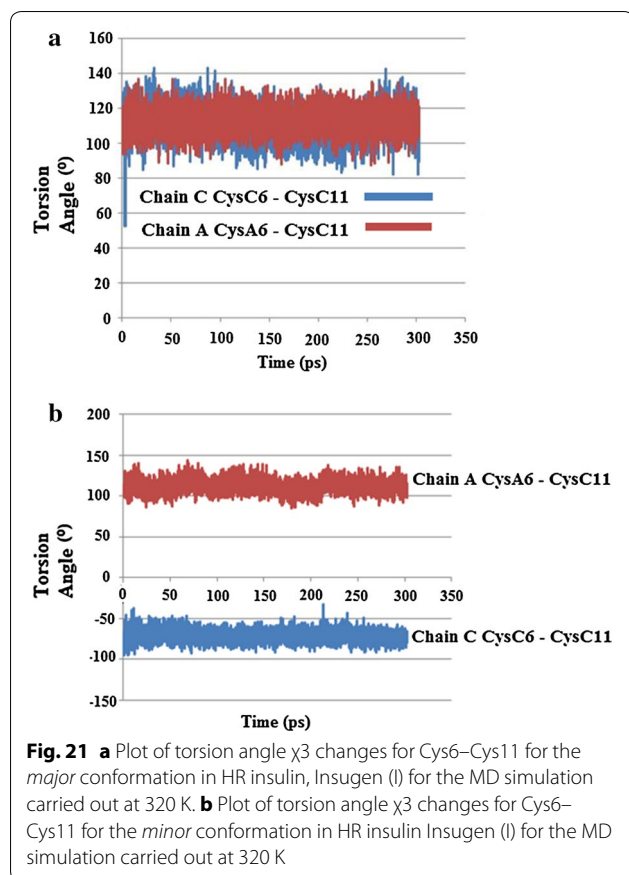 a
160
140
120
100
80
60
40
20
0
Torsion
Angle (º)
Chain C CysC6 - CysC11
Chain A CysA6 - CysC11
0 50 100 150 200 250 300 350
Time (ps)
b
200
150
100
50
0
Torsion
Angle (º)
Chain A CysA6 - CysC11
0 50 100 150 200 250 300 350
-50
-100
-150
Chain C CysC6 - CysC11
Time (ps)
Fig. 21 a Plot of torsion angle χ3 changes for Cys6–Cys11 for the
major conformation in HR insulin, Insugen (I) for the MD simulation
carried out at 320 K. b Plot of torsion angle χ3 changes for Cys6–
Cys11 for the minor conformation in HR insulin Insugen (I) for the MD
simulation carried out at 320 K